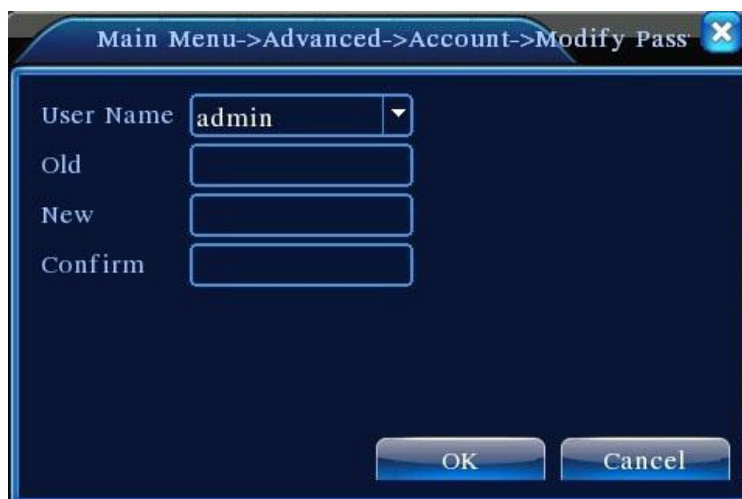 Main Menu->Advanced->Account->Modify Pass
User Name admin
Old
New
Confirm
OK Cancel